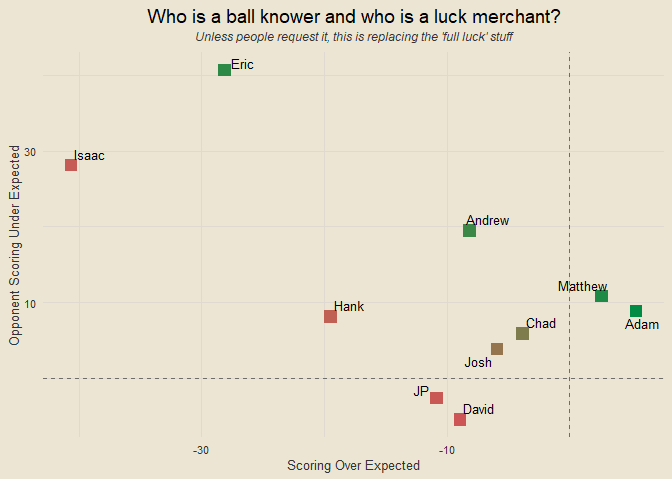 Who is a ball knower and who is a luck merchant?
Unless people request it, this is replacing the 'full luck' stuff
Eric
Isaac
30
Andrew
Matthew
10
Hank
Adam
Chad
Josh
JP
David
-30
-10
Scoring Over Expected
Opponent Scoring Under Expected